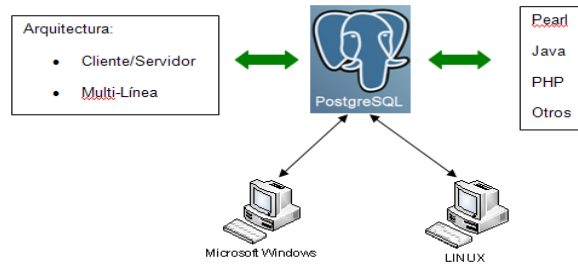 Arquitectura:
• Cliente/Servidor
• Multi-Línea
PostgreSQL
Pearl
Java
PHP
Otros
Microsoft Windows
LINUX